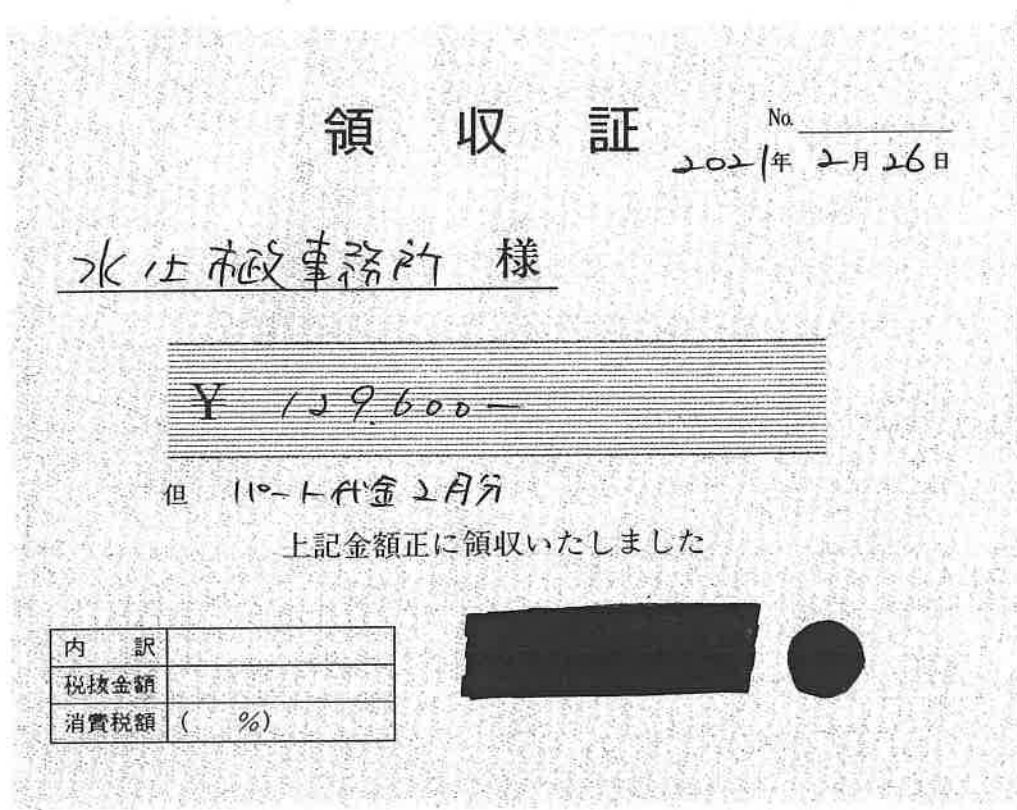 領収証
No.
2021年 2月 26日
水上市政事務所 様
¥ 129.600-
但 パート代金2月分
上記金額正に領収いたしました
内訳
税抜金額
消費税額 ( %)